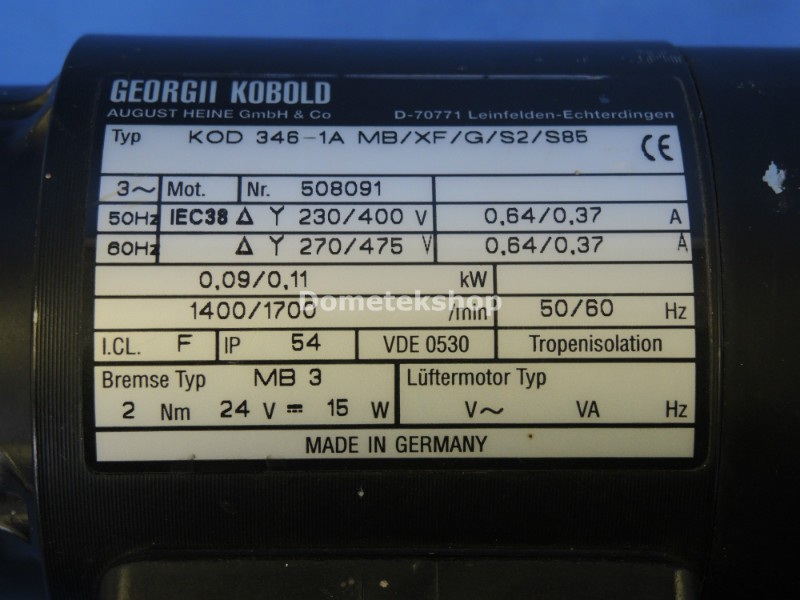 GEORGII KOBOLD
AUGUST HEINE GmbH & Co D-70771 Leinfelden-Echterdingen
Typ KOD 346-1A MB/XF/G/S2/S85 CE
3~ Mot. Nr. 508091
50Hz IEC38 Δ Y 230/400 V 0,64/0,37 A
60Hz Δ Y 270/475 V 0,64/0,37 A
0,09/0,11 kW
1400/1700 /min 50/60 Hz
Dometekshop
I.CL. F IP 54 VDE 0530 Tropenisolation
Bremse Typ MB 3 Lüftermotor Typ
2 Nm 24 V ⎓ 15 W V~ VA Hz
MADE IN GERMANY